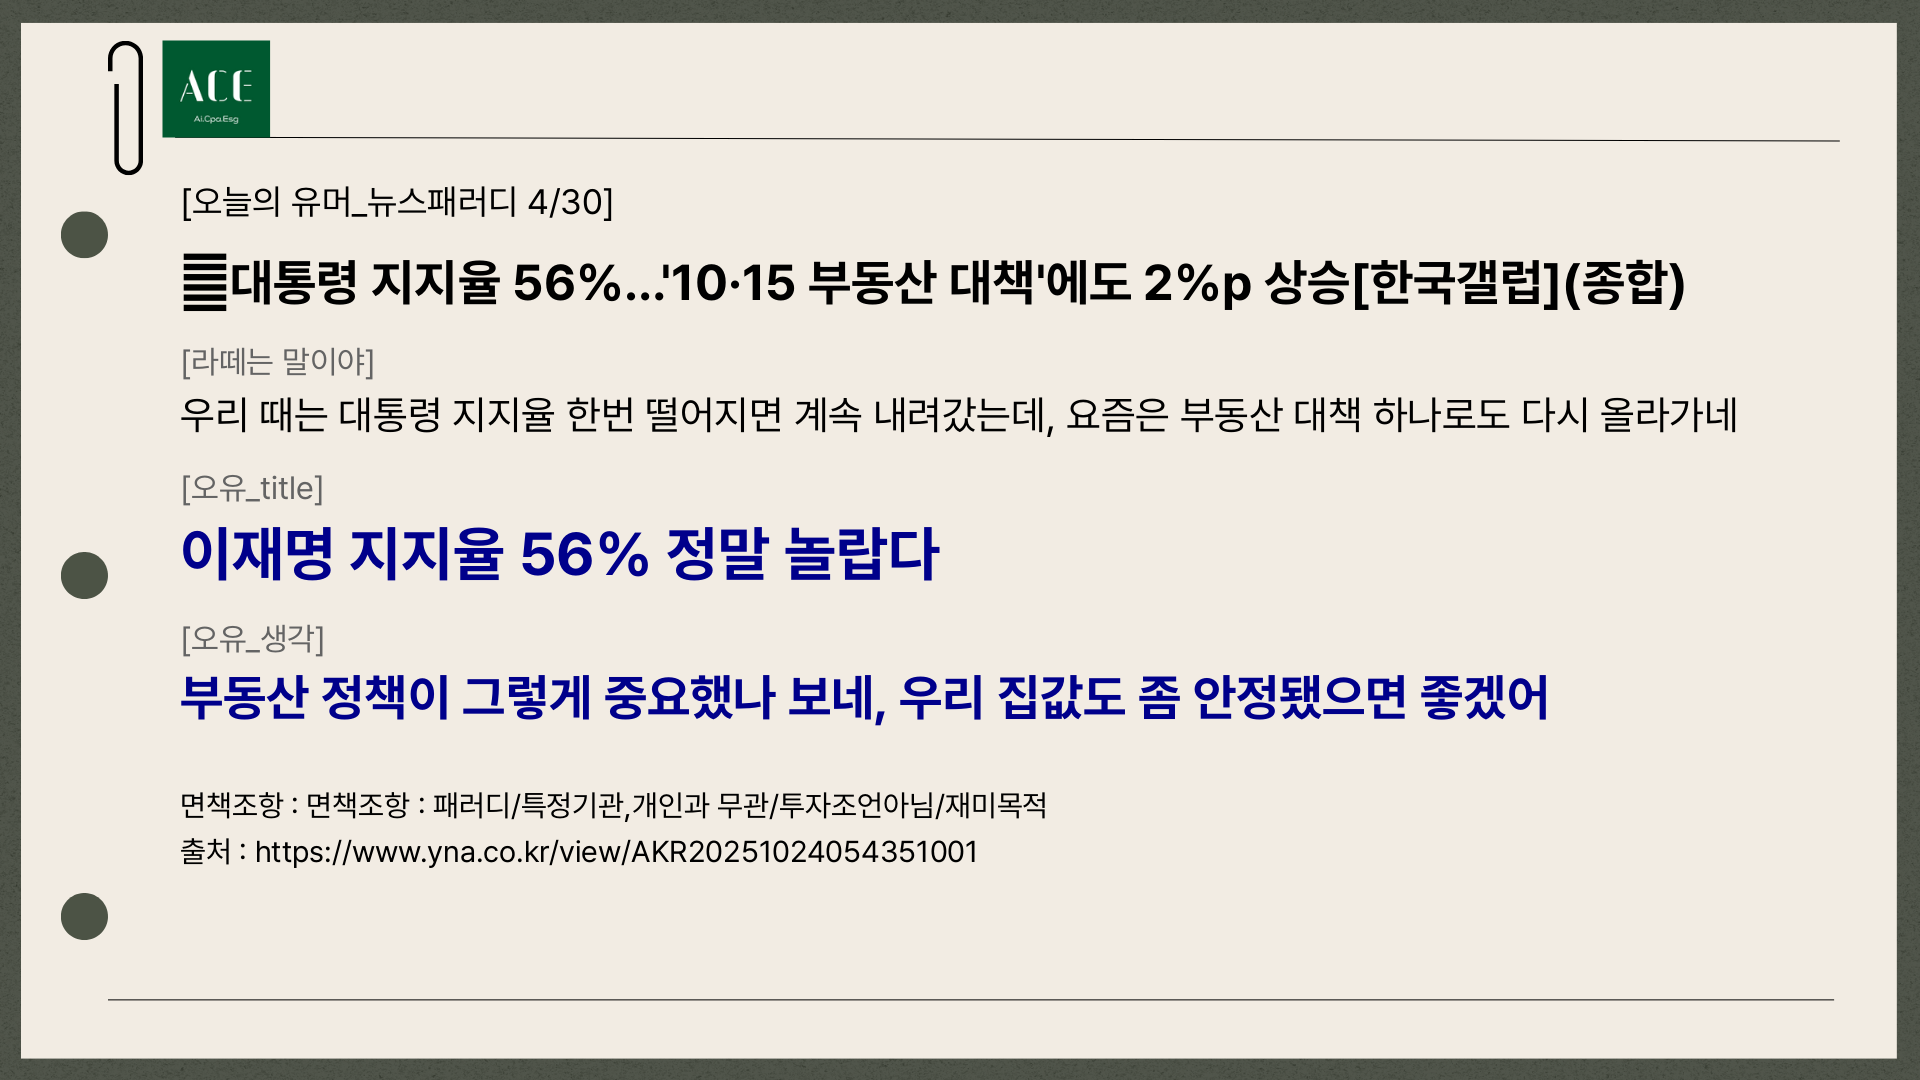 ACE
Ai.Cpa.Esg
[오늘의 유머_뉴스패러디 4/30]
대통령 지지율 56%...'10·15 부동산 대책'에도 2%p 상승[한국갤럽](종합)
[라떼는 말이야]
우리 때는 대통령 지지율 한번 떨어지면 계속 내려갔는데, 요즘은 부동산 대책 하나로도 다시 올라가네
[오유_title]
이재명 지지율 56% 정말 놀랍다
[오유_생각]
부동산 정책이 그렇게 중요했나 보네, 우리 집값도 좀 안정됐으면 좋겠어
면책조항 : 면책조항 : 패러디/특정기관,개인과 무관/투자조언아님/재미목적
출처 : https://www.yna.co.kr/view/AKR20251024054351001